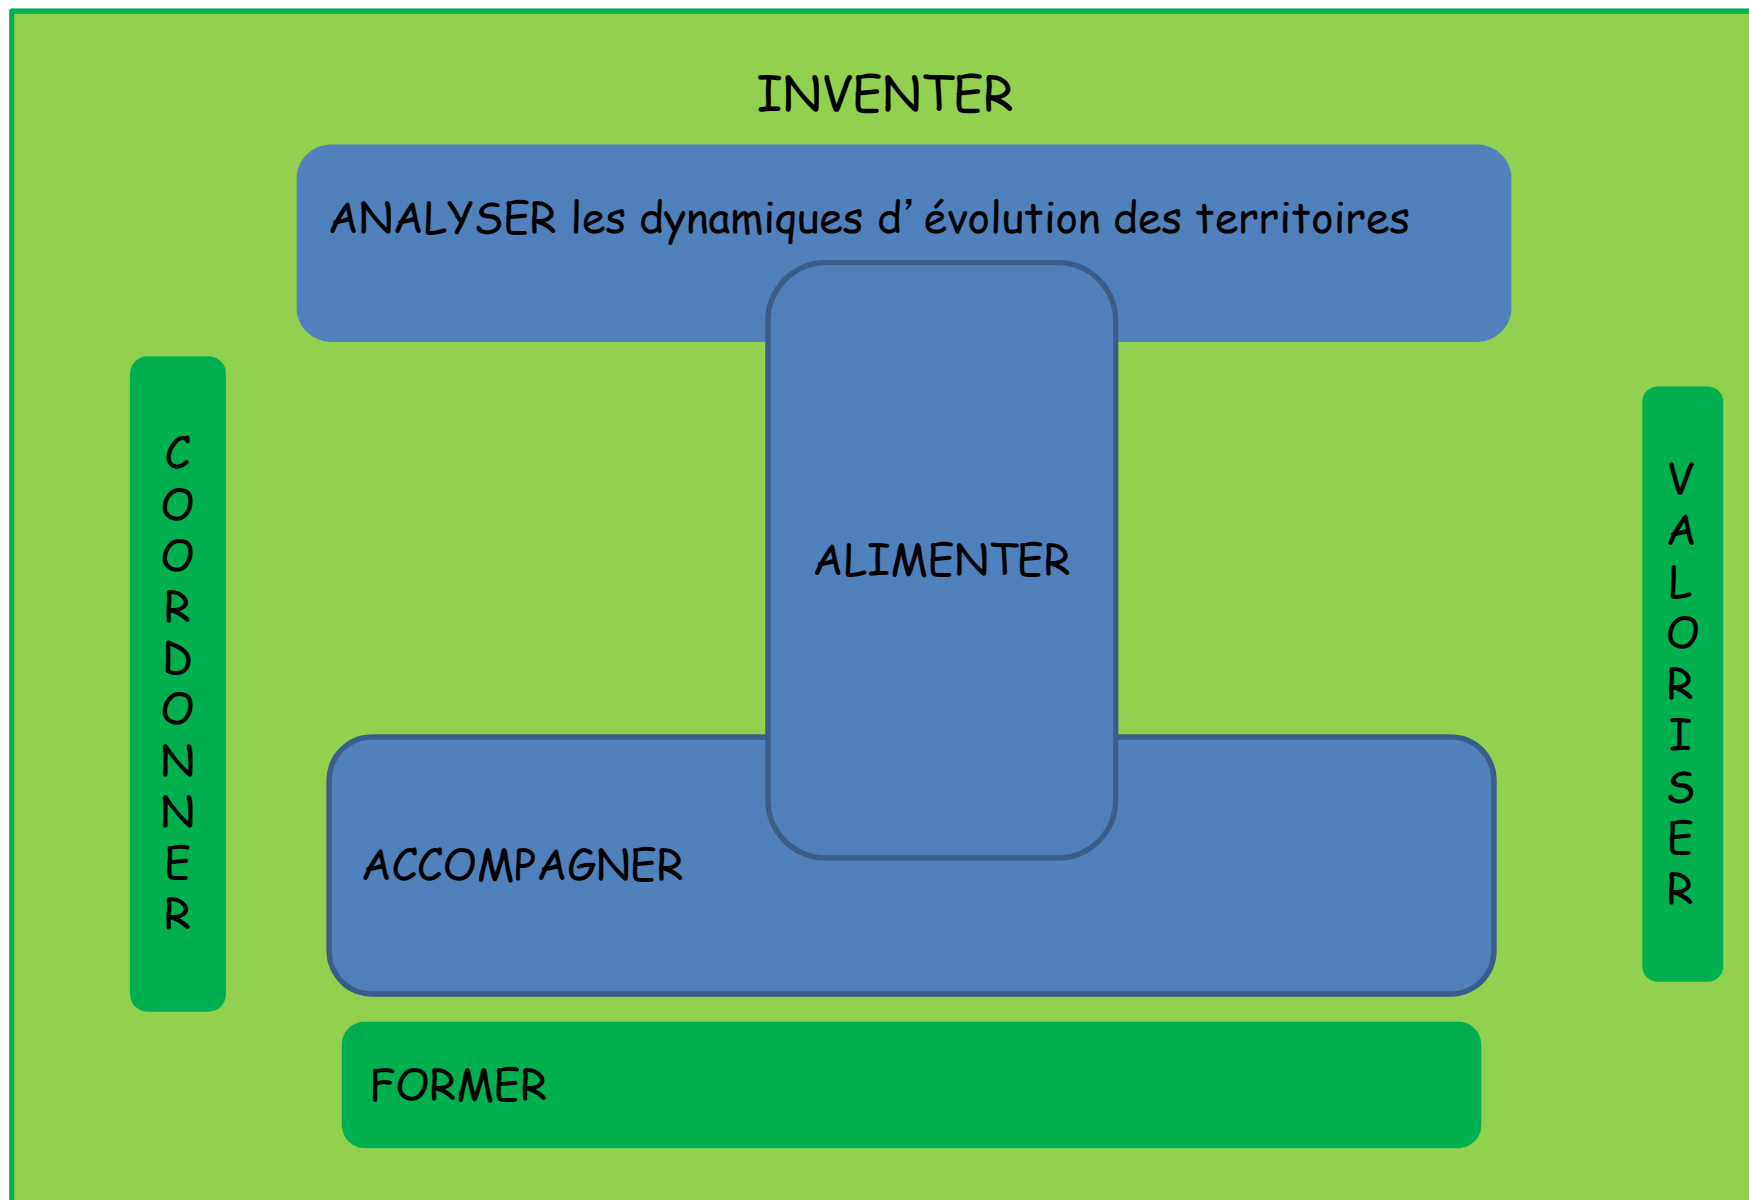 INVENTER
ANALYSER les dynamiques d’ évolution des territoires
COORDONNER
ALIMENTER
VALORISER
ACCOMPAGNER
FORMER